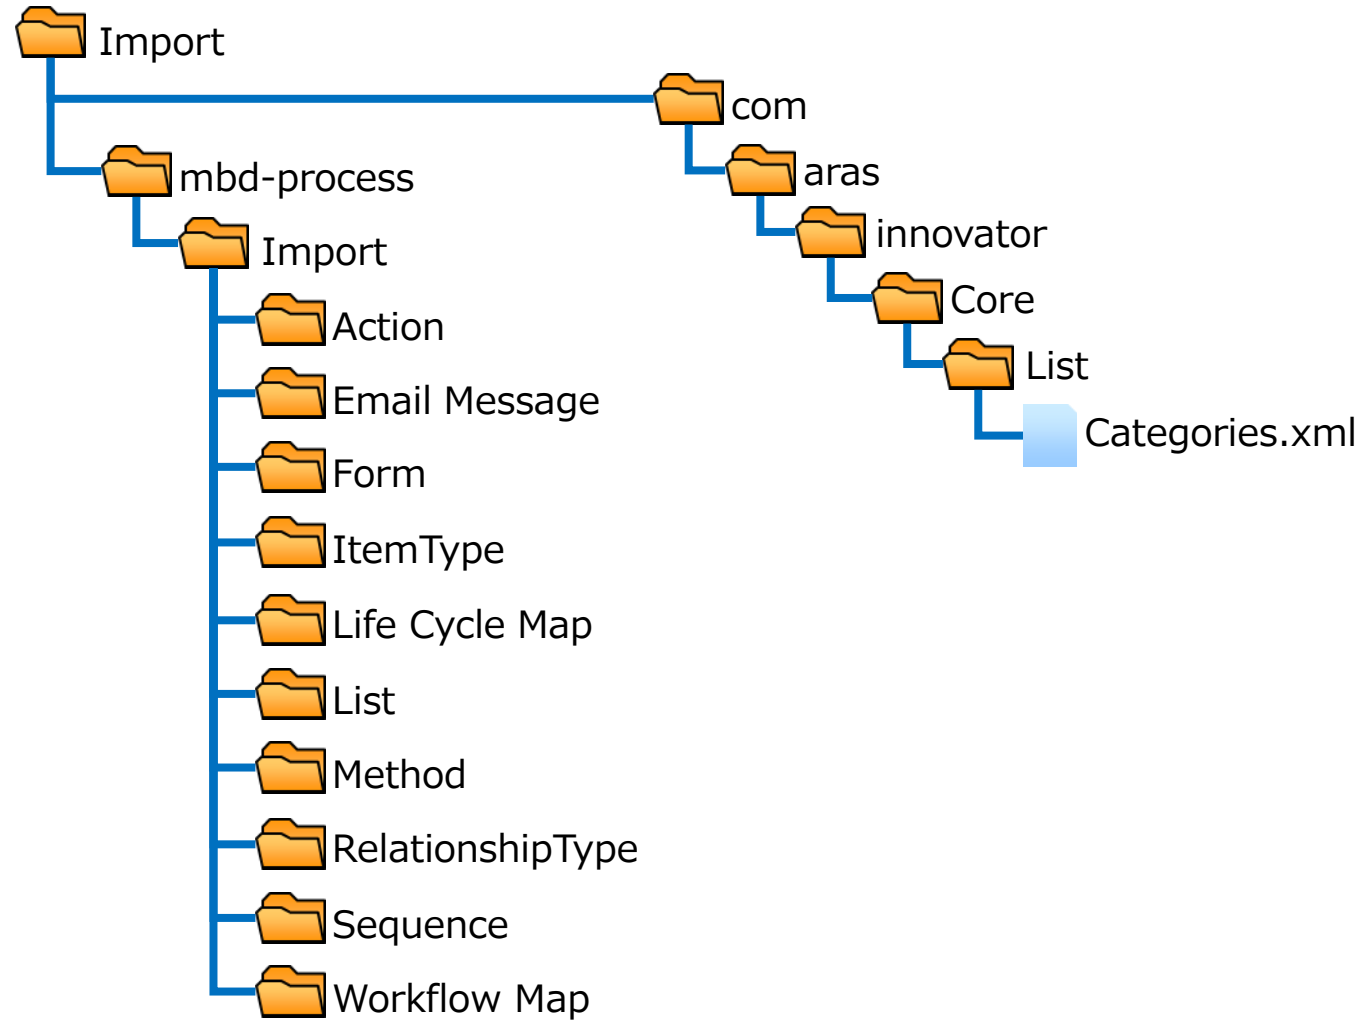 Import
com
mbd-process
aras
Import
innovator
Core
Action
List
Email Message
Categories.xml
Form
ItemType
Life Cycle Map
List
Method
RelationshipType
Sequence
Workflow Map